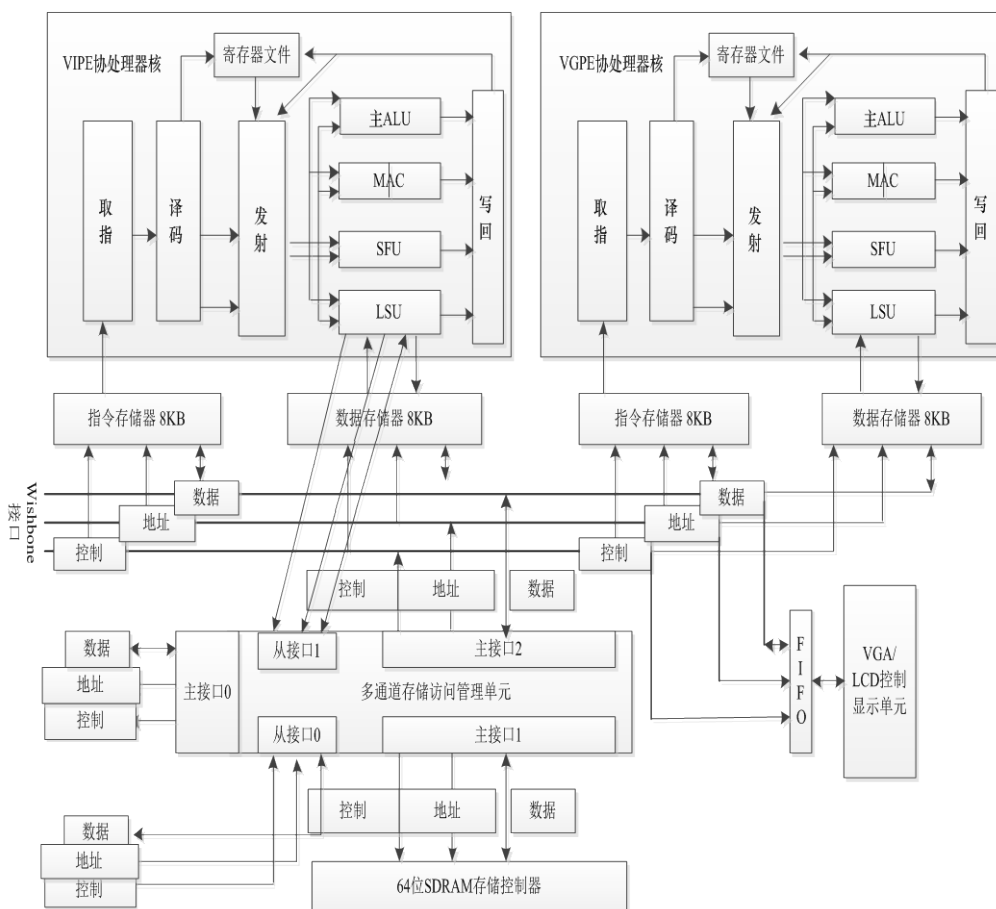 VIPE协处理器核
寄存器文件
取指
译码
发射
主ALU
MAC
SFU
LSU
写回
VGPE协处理器核
寄存器文件
取指
译码
发射
主ALU
MAC
SFU
LSU
写回
指令存储器 8KB
数据存储器 8KB
指令存储器 8KB
数据存储器 8KB
Wishbone
接口
数据
地址
控制
数据
地址
控制
控制
地址
数据
数据
地址
控制
主接口0
从接口1
主接口2
多通道存储访问管理单元
从接口0
主接口1
FIFO
VGA/
LCD控制
显示单元
控制
地址
数据
数据
地址
控制
64位SDRAM存储控制器